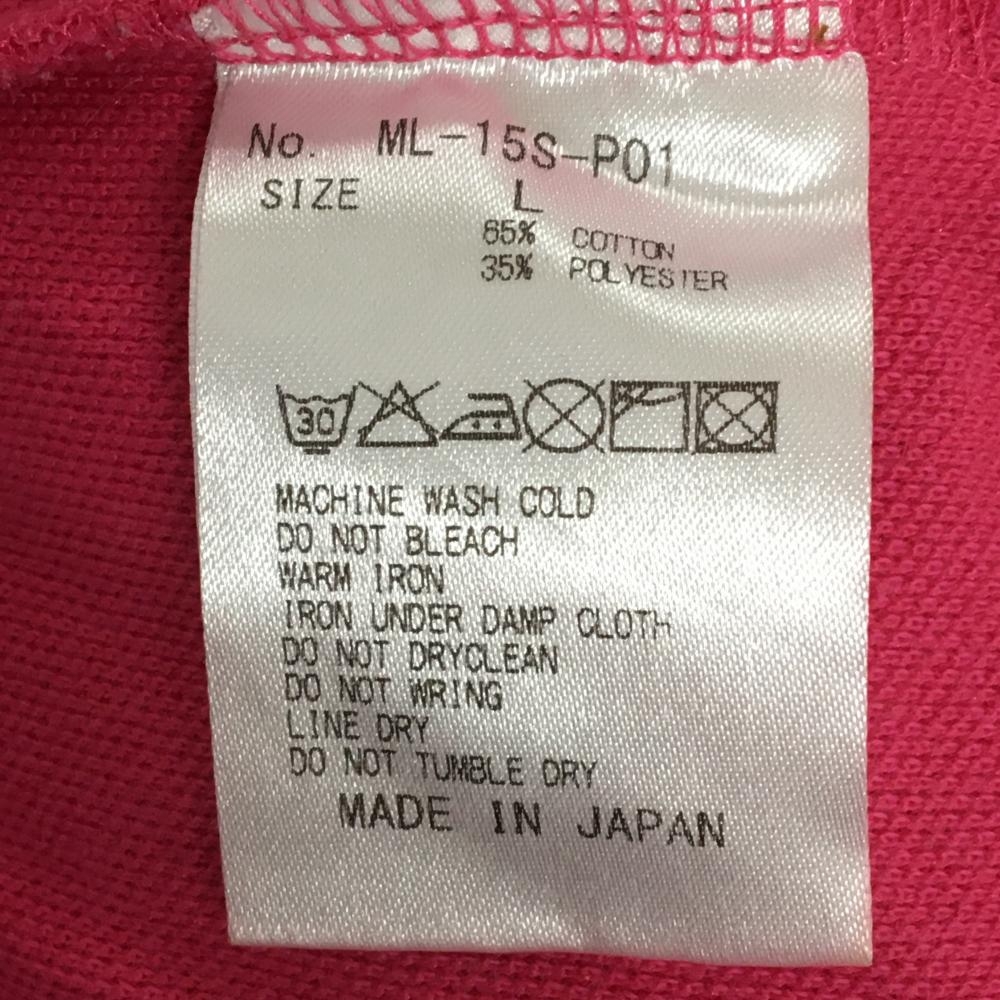 No. ML-15S-P01
SIZE L
65% COTTON
35% POLYESTER
30
MACHINE WASH COLD
DO NOT BLEACH
WARM IRON
IRON UNDER DAMP CLOTH
DO NOT DRYCLEAN
DO NOT WRING
LINE DRY
DO NOT TUMBLE DRY
MADE IN JAPAN